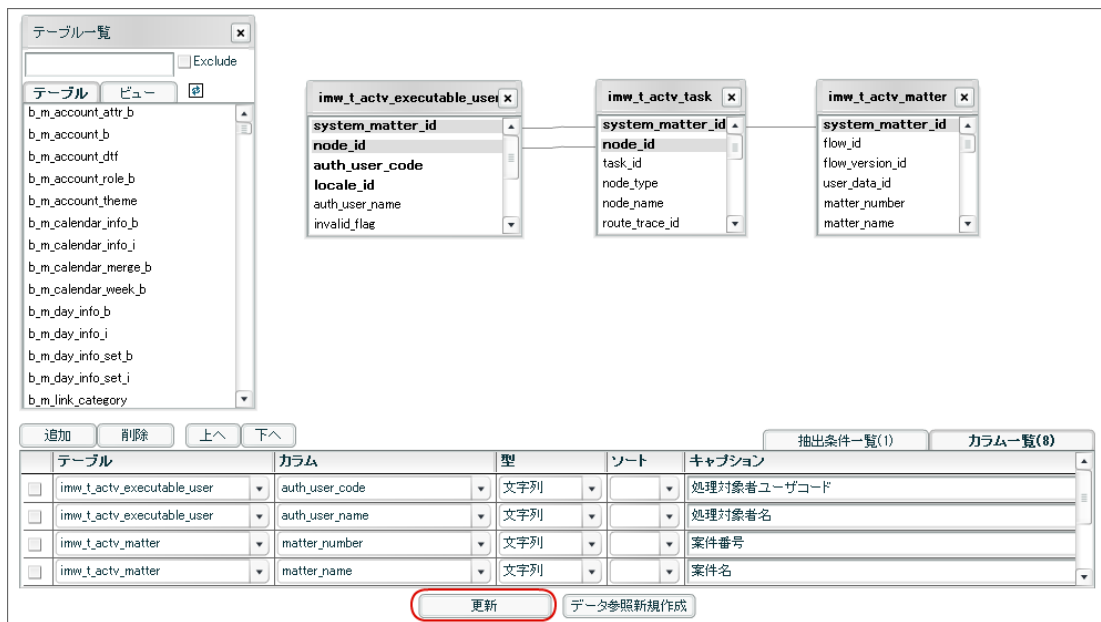 テーブル一覧
Exclude
テーブル ビュー
b_m_account_attr_b
b_m_account_b
b_m_account_dtf
b_m_account_role_b
b_m_account_theme
b_m_calendar_info_b
b_m_calendar_info_i
b_m_calendar_merge_b
b_m_calendar_week_b
b_m_day_info_b
b_m_day_info_i
b_m_day_info_set_b
b_m_day_info_set_i
b_m_link_category
imw_t_actv_executable_user
system_matter_id
node_id
auth_user_code
locale_id
auth_user_name
invalid_flag
imw_t_actv_task
system_matter_id
node_id
task_id
node_type
node_name
route_trace_id
imw_t_actv_matter
system_matter_id
flow_id
flow_version_id
user_data_id
matter_number
matter_name
追加 削除 上へ 下へ 抽出条件一覧(1) カラム一覧(8)
テーブル カラム 型 ソート キャプション
imw_t_actv_executable_user auth_user_code 文字列 処理対象者ユーザコード
imw_t_actv_executable_user auth_user_name 文字列 処理対象者名
imw_t_actv_matter matter_number 文字列 案件番号
imw_t_actv_matter matter_name 文字列 案件名
更新 データ参照新規作成